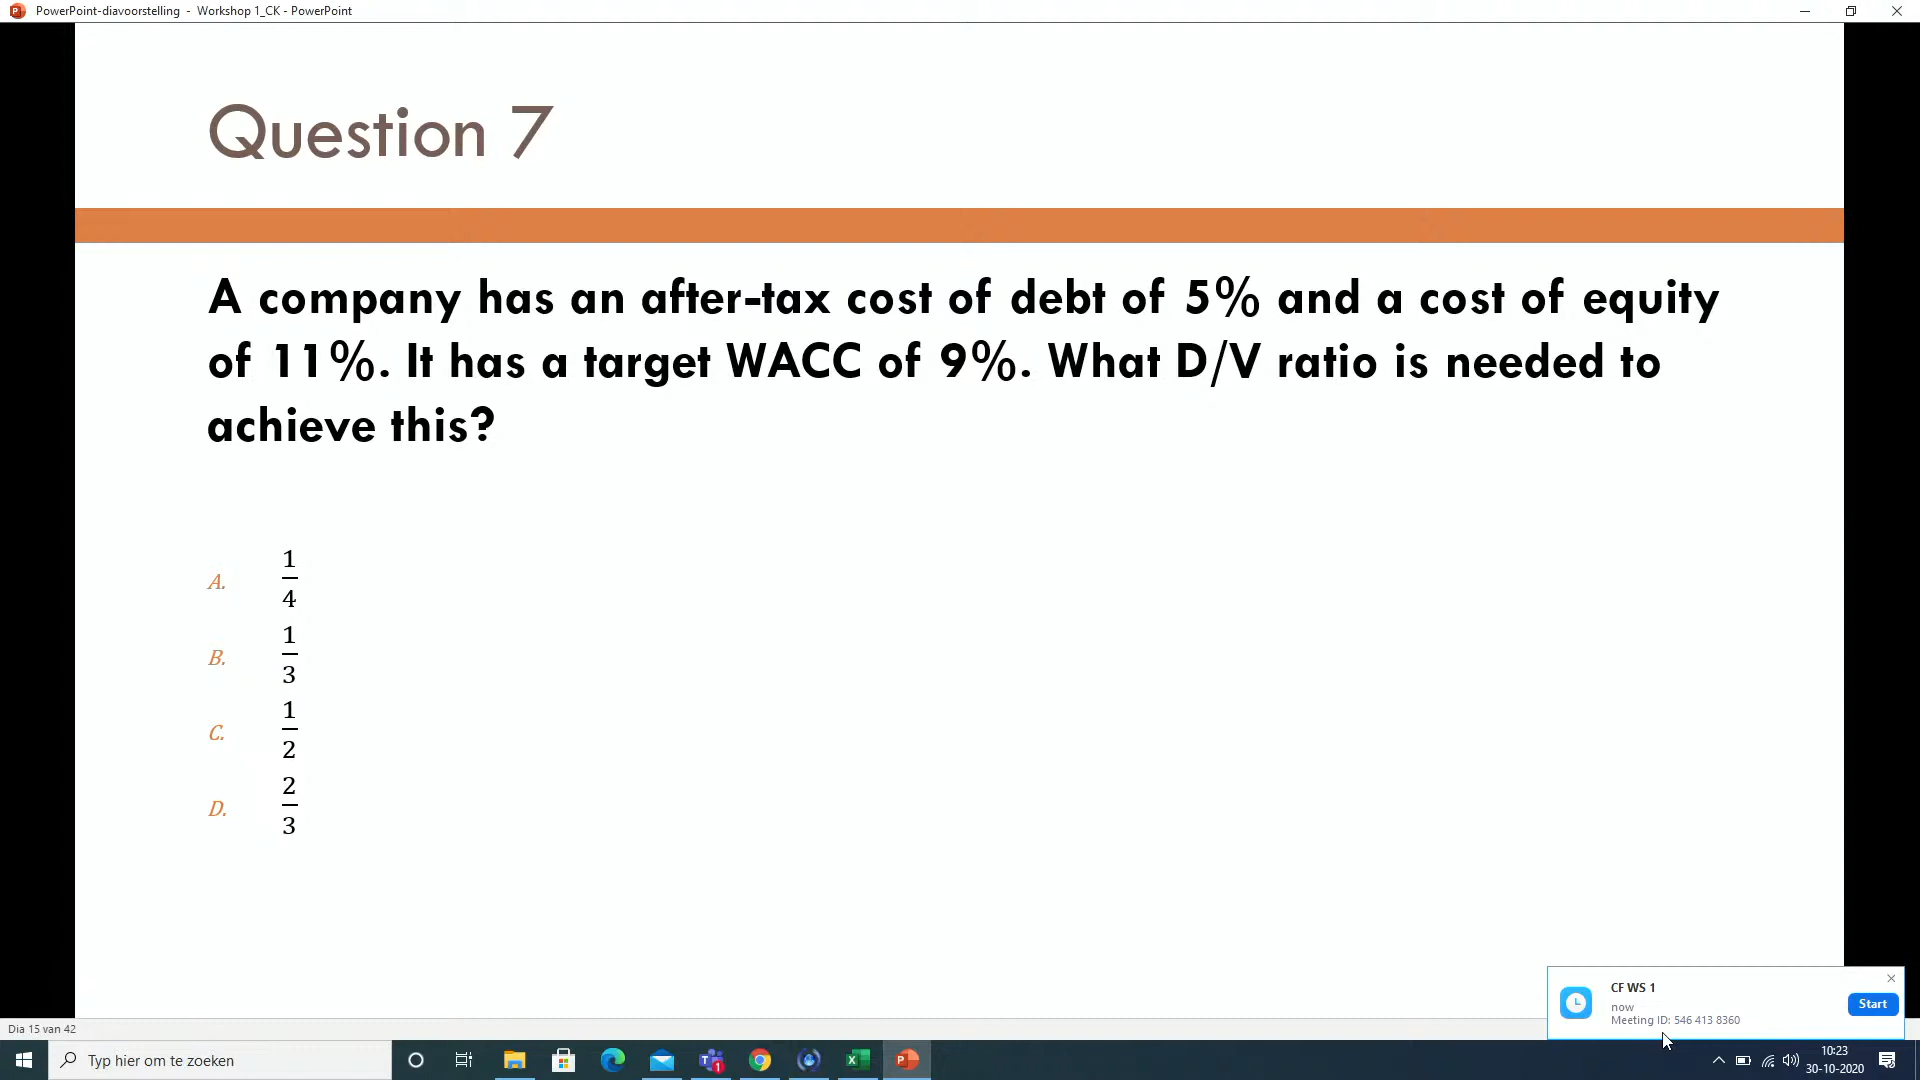 PowerPoint-diavoorstelling - Workshop 1_CK - PowerPoint
Question 7
A company has an after-tax cost of debt of 5% and a cost of equity
of 11%. It has a target WACC of 9%. What D/V ratio is needed to
achieve this?
A. 1/4
B. 1/3
C. 1/2
D. 2/3
CF WS 1
now
Meeting ID: 546 413 8360
Start
Dia 15 van 42
Typ hier om te zoeken
10:23
30-10-2020